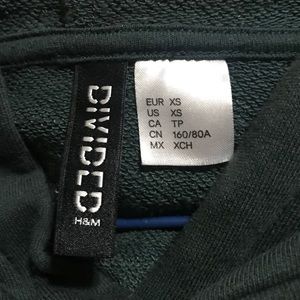 DIVIDED
H&M
EUR XS
US XS
CA TP
CN 160/80A
MX XCH